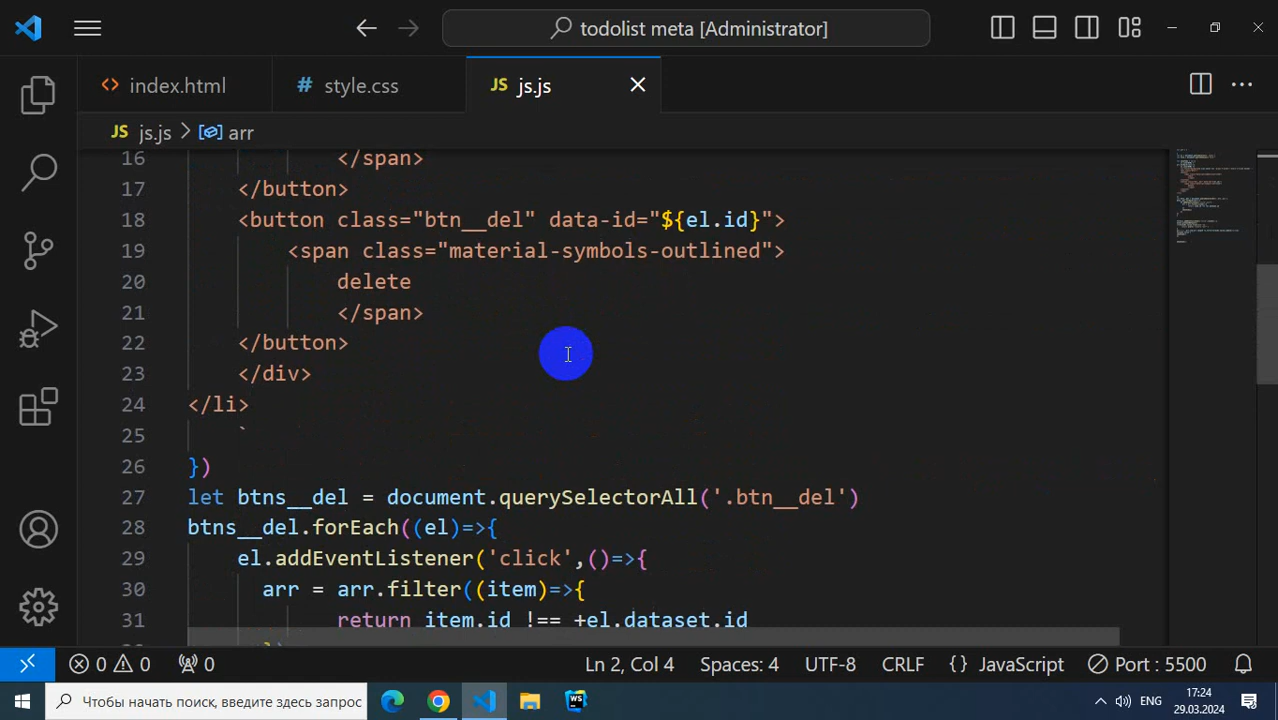 todolist meta [Administrator]
index.html
# style.css
JS js.js
JS js.js > arr
16 </span>
17 </button>
18 <button class="btn__del" data-id="${el.id}">
19 <span class="material-symbols-outlined">
20 delete
21 </span>
22 </button>
23 </div>
24 </li>
25 `
26 })
27 let btns__del = document.querySelectorAll('.btn__del')
28 btns__del.forEach((el)=>{
29 el.addEventListener('click',()=>{
30 arr = arr.filter((item)=>{
31 return item.id !== +el.dataset.id
0 0 0 Ln 2, Col 4 Spaces: 4 UTF-8 CRLF {} JavaScript Port : 5500
Чтобы начать поиск, введите здесь запрос
WS
ENG
17:24
29.03.2024